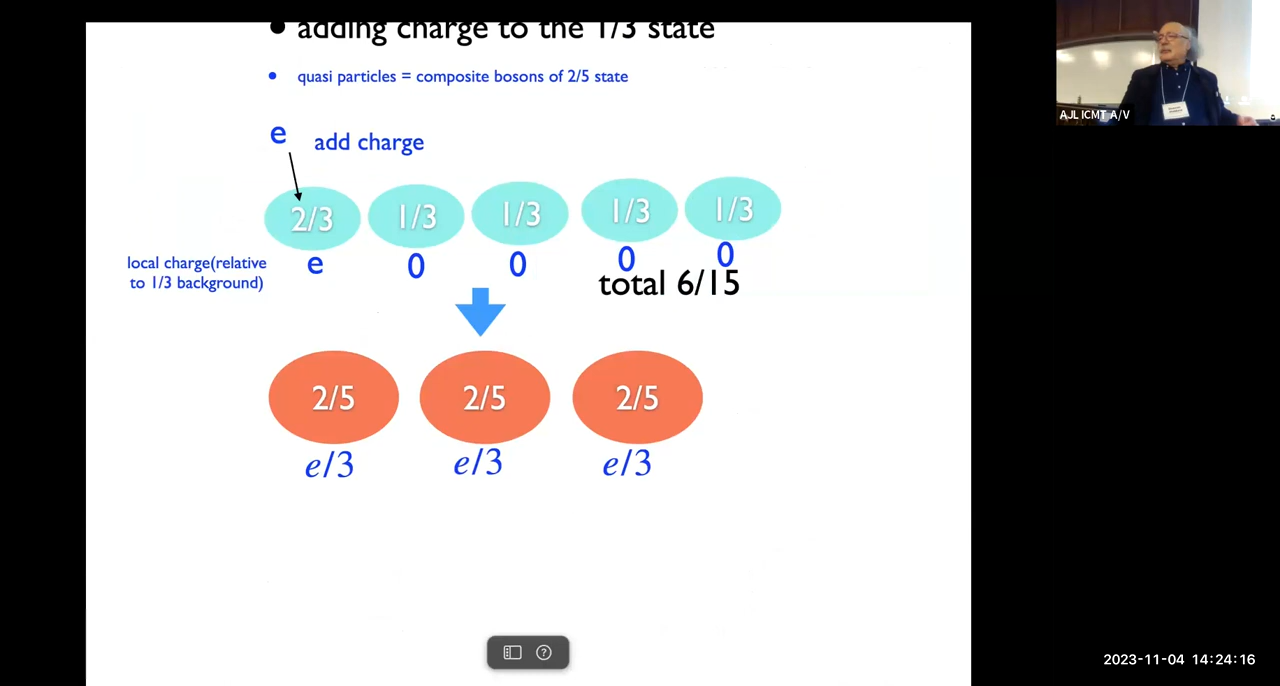 • adding charge to the 1/3 state
• quasi particles = composite bosons of 2/5 state
e add charge
2/3 1/3 1/3 1/3 1/3
local charge(relative
to 1/3 background)
e 0 0 0 0
total 6/15
2/5 2/5 2/5
e/3 e/3 e/3
AJL ICMT A/V
2023-11-04 14:24:16